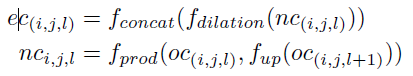 ec_{(i,j,l)} = f_{concat}(f_{dilation}(nc_{(i,j,l)}))
nc_{i,j,l} = f_{prod}(oc_{(i,j,l)}, f_{up}(oc_{(i,j,l+1)}))